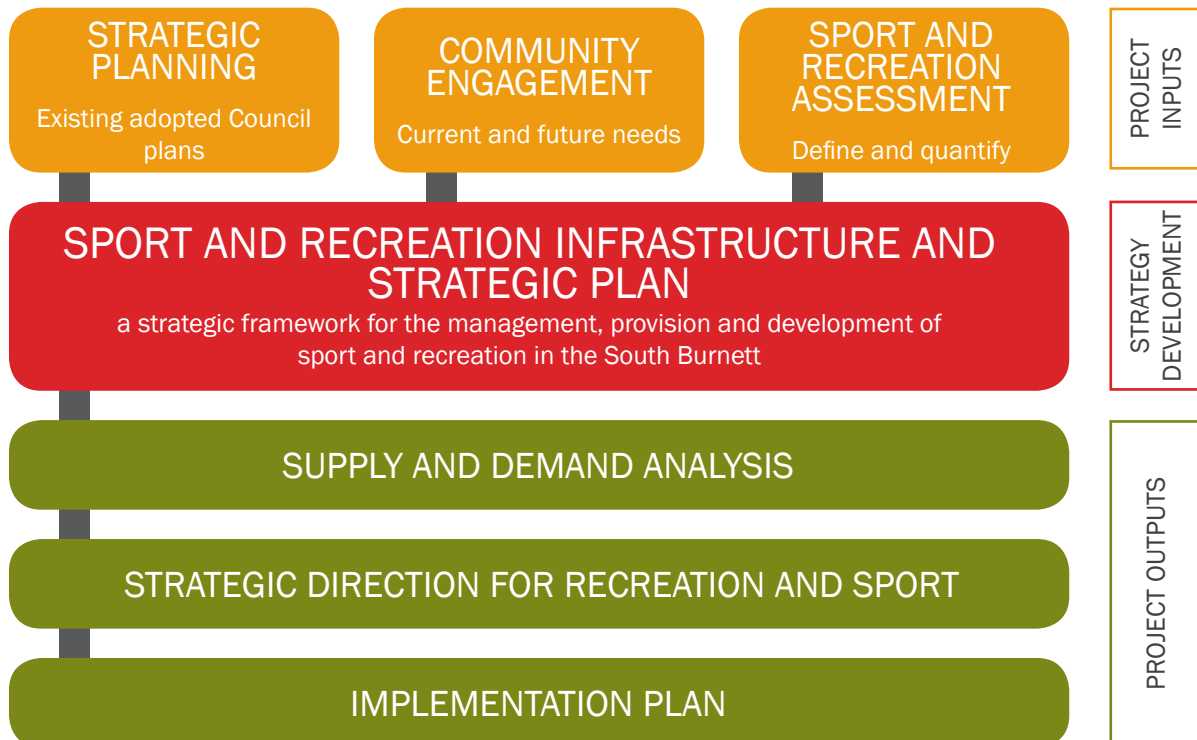 STRATEGIC
PLANNING
Existing adopted Council
plans
COMMUNITY
ENGAGEMENT
Current and future needs
SPORT AND
RECREATION
ASSESSMENT
Define and quantify
PROJECT
INPUTS
SPORT AND RECREATION INFRASTRUCTURE AND
STRATEGIC PLAN
a strategic framework for the management, provision and development of
sport and recreation in the South Burnett
STRATEGY
DEVELOPMENT
SUPPLY AND DEMAND ANALYSIS
STRATEGIC DIRECTION FOR RECREATION AND SPORT
IMPLEMENTATION PLAN
PROJECT OUTPUTS